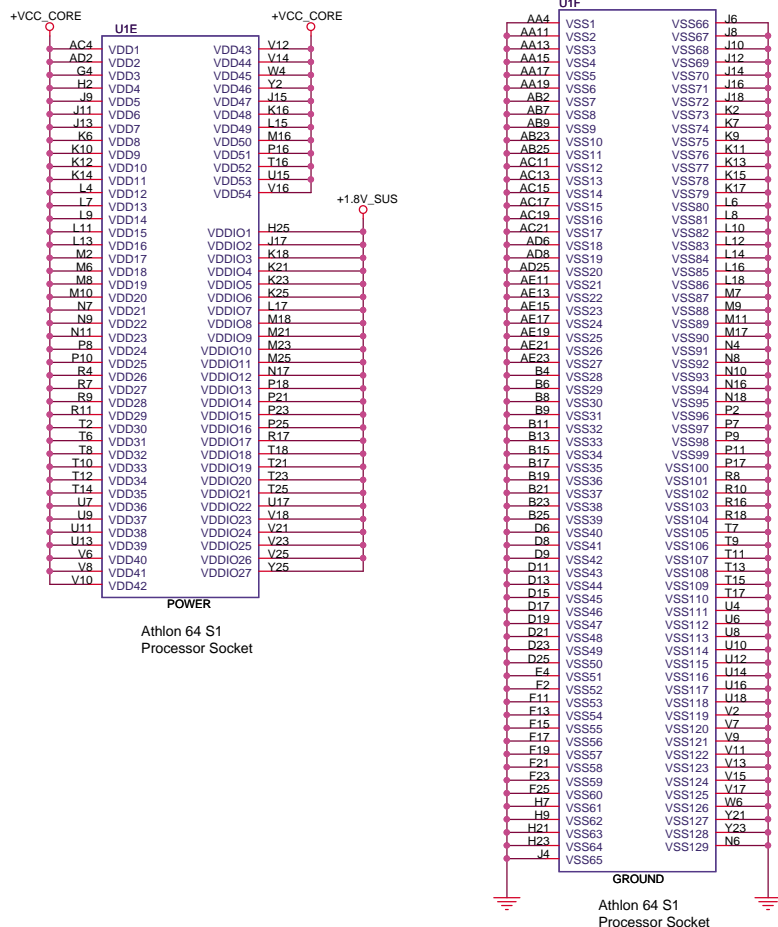 +VCC_CORE +VCC_CORE
U1E
AC4 VDD1 VDD43 V12
AD2 VDD2 VDD44 V14
G4 VDD3 VDD45 W4
H2 VDD4 VDD46 Y2
J9 VDD5 VDD47 J15
J11 VDD6 VDD48 K16
J13 VDD7 VDD49 L15
K6 VDD8 VDD50 M16
K10 VDD9 VDD51 P16
K12 VDD10 VDD52 T16
K14 VDD11 VDD53 U15
L4 VDD12 VDD54 V16
+1.8V_SUS
L7 VDD13
L9 VDD14
L11 VDD15 VDDIO1 H25
L13 VDD16 VDDIO2 J17
M2 VDD17 VDDIO3 K18
M6 VDD18 VDDIO4 K21
M8 VDD19 VDDIO5 K23
M10 VDD20 VDDIO6 K25
N7 VDD21 VDDIO7 L17
N9 VDD22 VDDIO8 M18
N11 VDD23 VDDIO9 M21
P8 VDD24 VDDIO10 M23
P10 VDD25 VDDIO11 M25
R4 VDD26 VDDIO12 N17
R7 VDD27 VDDIO13 P18
R9 VDD28 VDDIO14 P21
R11 VDD29 VDDIO15 P23
T2 VDD30 VDDIO16 P25
T6 VDD31 VDDIO17 R17
T8 VDD32 VDDIO18 T18
T10 VDD33 VDDIO19 T21
T12 VDD34 VDDIO20 T23
T14 VDD35 VDDIO21 T25
U7 VDD36 VDDIO22 U17
U9 VDD37 VDDIO23 V18
U11 VDD38 VDDIO24 V21
U13 VDD39 VDDIO25 V23
V6 VDD40 VDDIO26 V25
V8 VDD41 VDDIO27 Y25
V10 VDD42
POWER
Athlon 64 S1
Processor Socket
U1F
AA4 VSS1 VSS66 J6
AA11 VSS2 VSS67 J8
AA13 VSS3 VSS68 J10
AA15 VSS4 VSS69 J12
AA17 VSS5 VSS70 J14
AA19 VSS6 VSS71 J16
AB2 VSS7 VSS72 J18
AB7 VSS8 VSS73 K2
AB9 VSS9 VSS74 K7
AB23 VSS10 VSS75 K9
AB25 VSS11 VSS76 K11
AC11 VSS12 VSS77 K13
AC13 VSS13 VSS78 K15
AC15 VSS14 VSS79 K17
AC17 VSS15 VSS80 L6
AC19 VSS16 VSS81 L8
AC21 VSS17 VSS82 L10
AD6 VSS18 VSS83 L12
AD8 VSS19 VSS84 L14
AD25 VSS20 VSS85 L16
AE11 VSS21 VSS86 L18
AE13 VSS22 VSS87 M7
AE15 VSS23 VSS88 M9
AE17 VSS24 VSS89 M11
AE19 VSS25 VSS90 M17
AE21 VSS26 VSS91 N4
AE23 VSS27 VSS92 N8
B4 VSS28 VSS93 N10
B6 VSS29 VSS94 N16
B8 VSS30 VSS95 N18
B9 VSS31 VSS96 P2
B11 VSS32 VSS97 P7
B13 VSS33 VSS98 P9
B15 VSS34 VSS99 P11
B17 VSS35 VSS100 P17
B19 VSS36 VSS101 R8
B21 VSS37 VSS102 R10
B23 VSS38 VSS103 R16
B25 VSS39 VSS104 R18
D6 VSS40 VSS105 T7
D8 VSS41 VSS106 T9
D9 VSS42 VSS107 T11
D11 VSS43 VSS108 T13
D13 VSS44 VSS109 T15
D15 VSS45 VSS110 T17
D17 VSS46 VSS111 U4
D19 VSS47 VSS112 U6
D21 VSS48 VSS113 U8
D23 VSS49 VSS114 U10
D25 VSS50 VSS115 U12
E4 VSS51 VSS116 U14
F2 VSS52 VSS117 U16
F11 VSS53 VSS118 U18
F13 VSS54 VSS119 V2
F15 VSS55 VSS120 V7
F17 VSS56 VSS121 V9
F19 VSS57 VSS122 V11
F21 VSS58 VSS123 V13
F23 VSS59 VSS124 V15
F25 VSS60 VSS125 V17
H7 VSS61 VSS126 W6
H9 VSS62 VSS127 Y21
H21 VSS63 VSS128 Y23
H23 VSS64 VSS129 N6
J4 VSS65
GROUND
Athlon 64 S1
Processor Socket